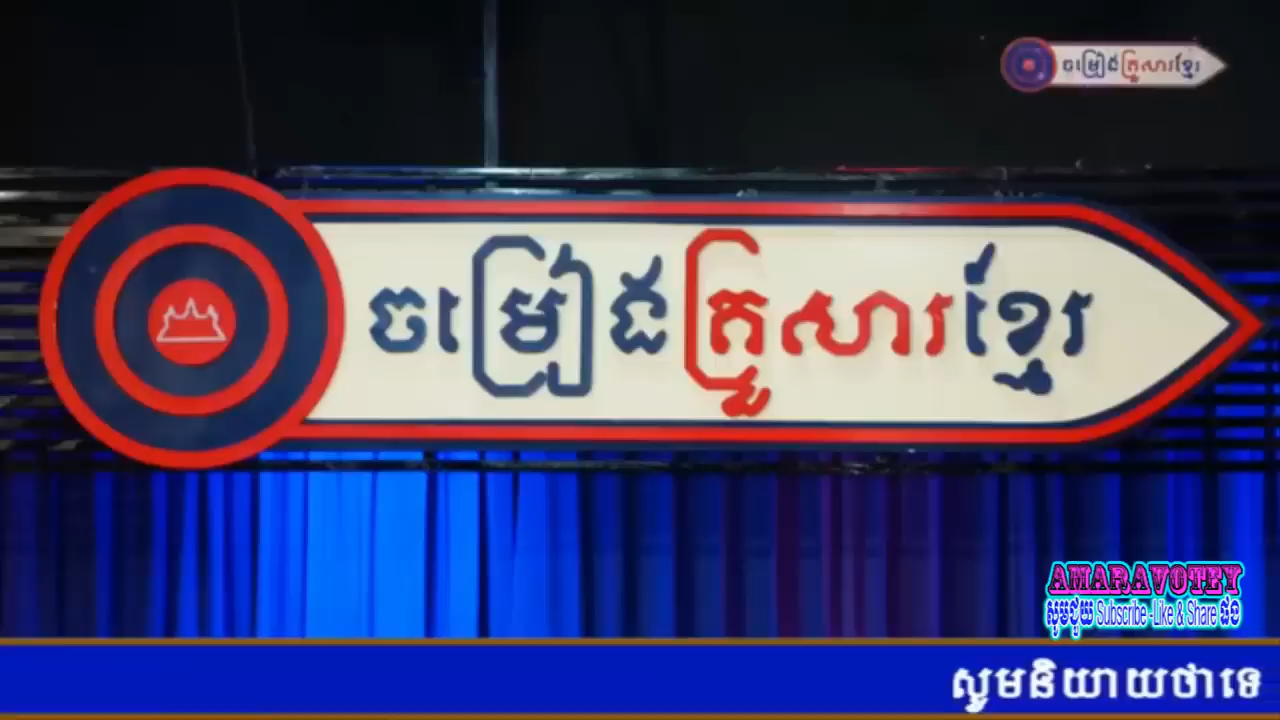 ចម្រៀងគ្រួសារខ្មែរ
ចម្រៀងគ្រួសារខ្មែរ
AMARAVOTEY
សូមជួយ Subscribe -Like & Share ផង
សូមនិយាយថាទេ